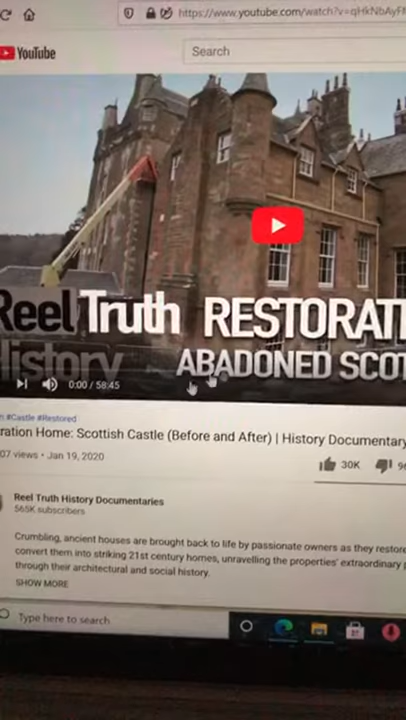 https://www.youtube.com/watch?v=qHkNbAyFf
YouTube
Search
Reel Truth RESTORATI
History ABADONED SCOT
0:00 / 58:45
#Castle #Restored
ration Home: Scottish Castle (Before and After) | History Documentary
07 views • Jan 19, 2020
30K
Reel Truth History Documentaries
565K subscribers
Crumbling, ancient houses are brought back to life by passionate owners as they restore
convert them into striking 21st century homes, unravelling the properties' extraordinary
through their architectural and social history.
SHOW MORE
Type here to search